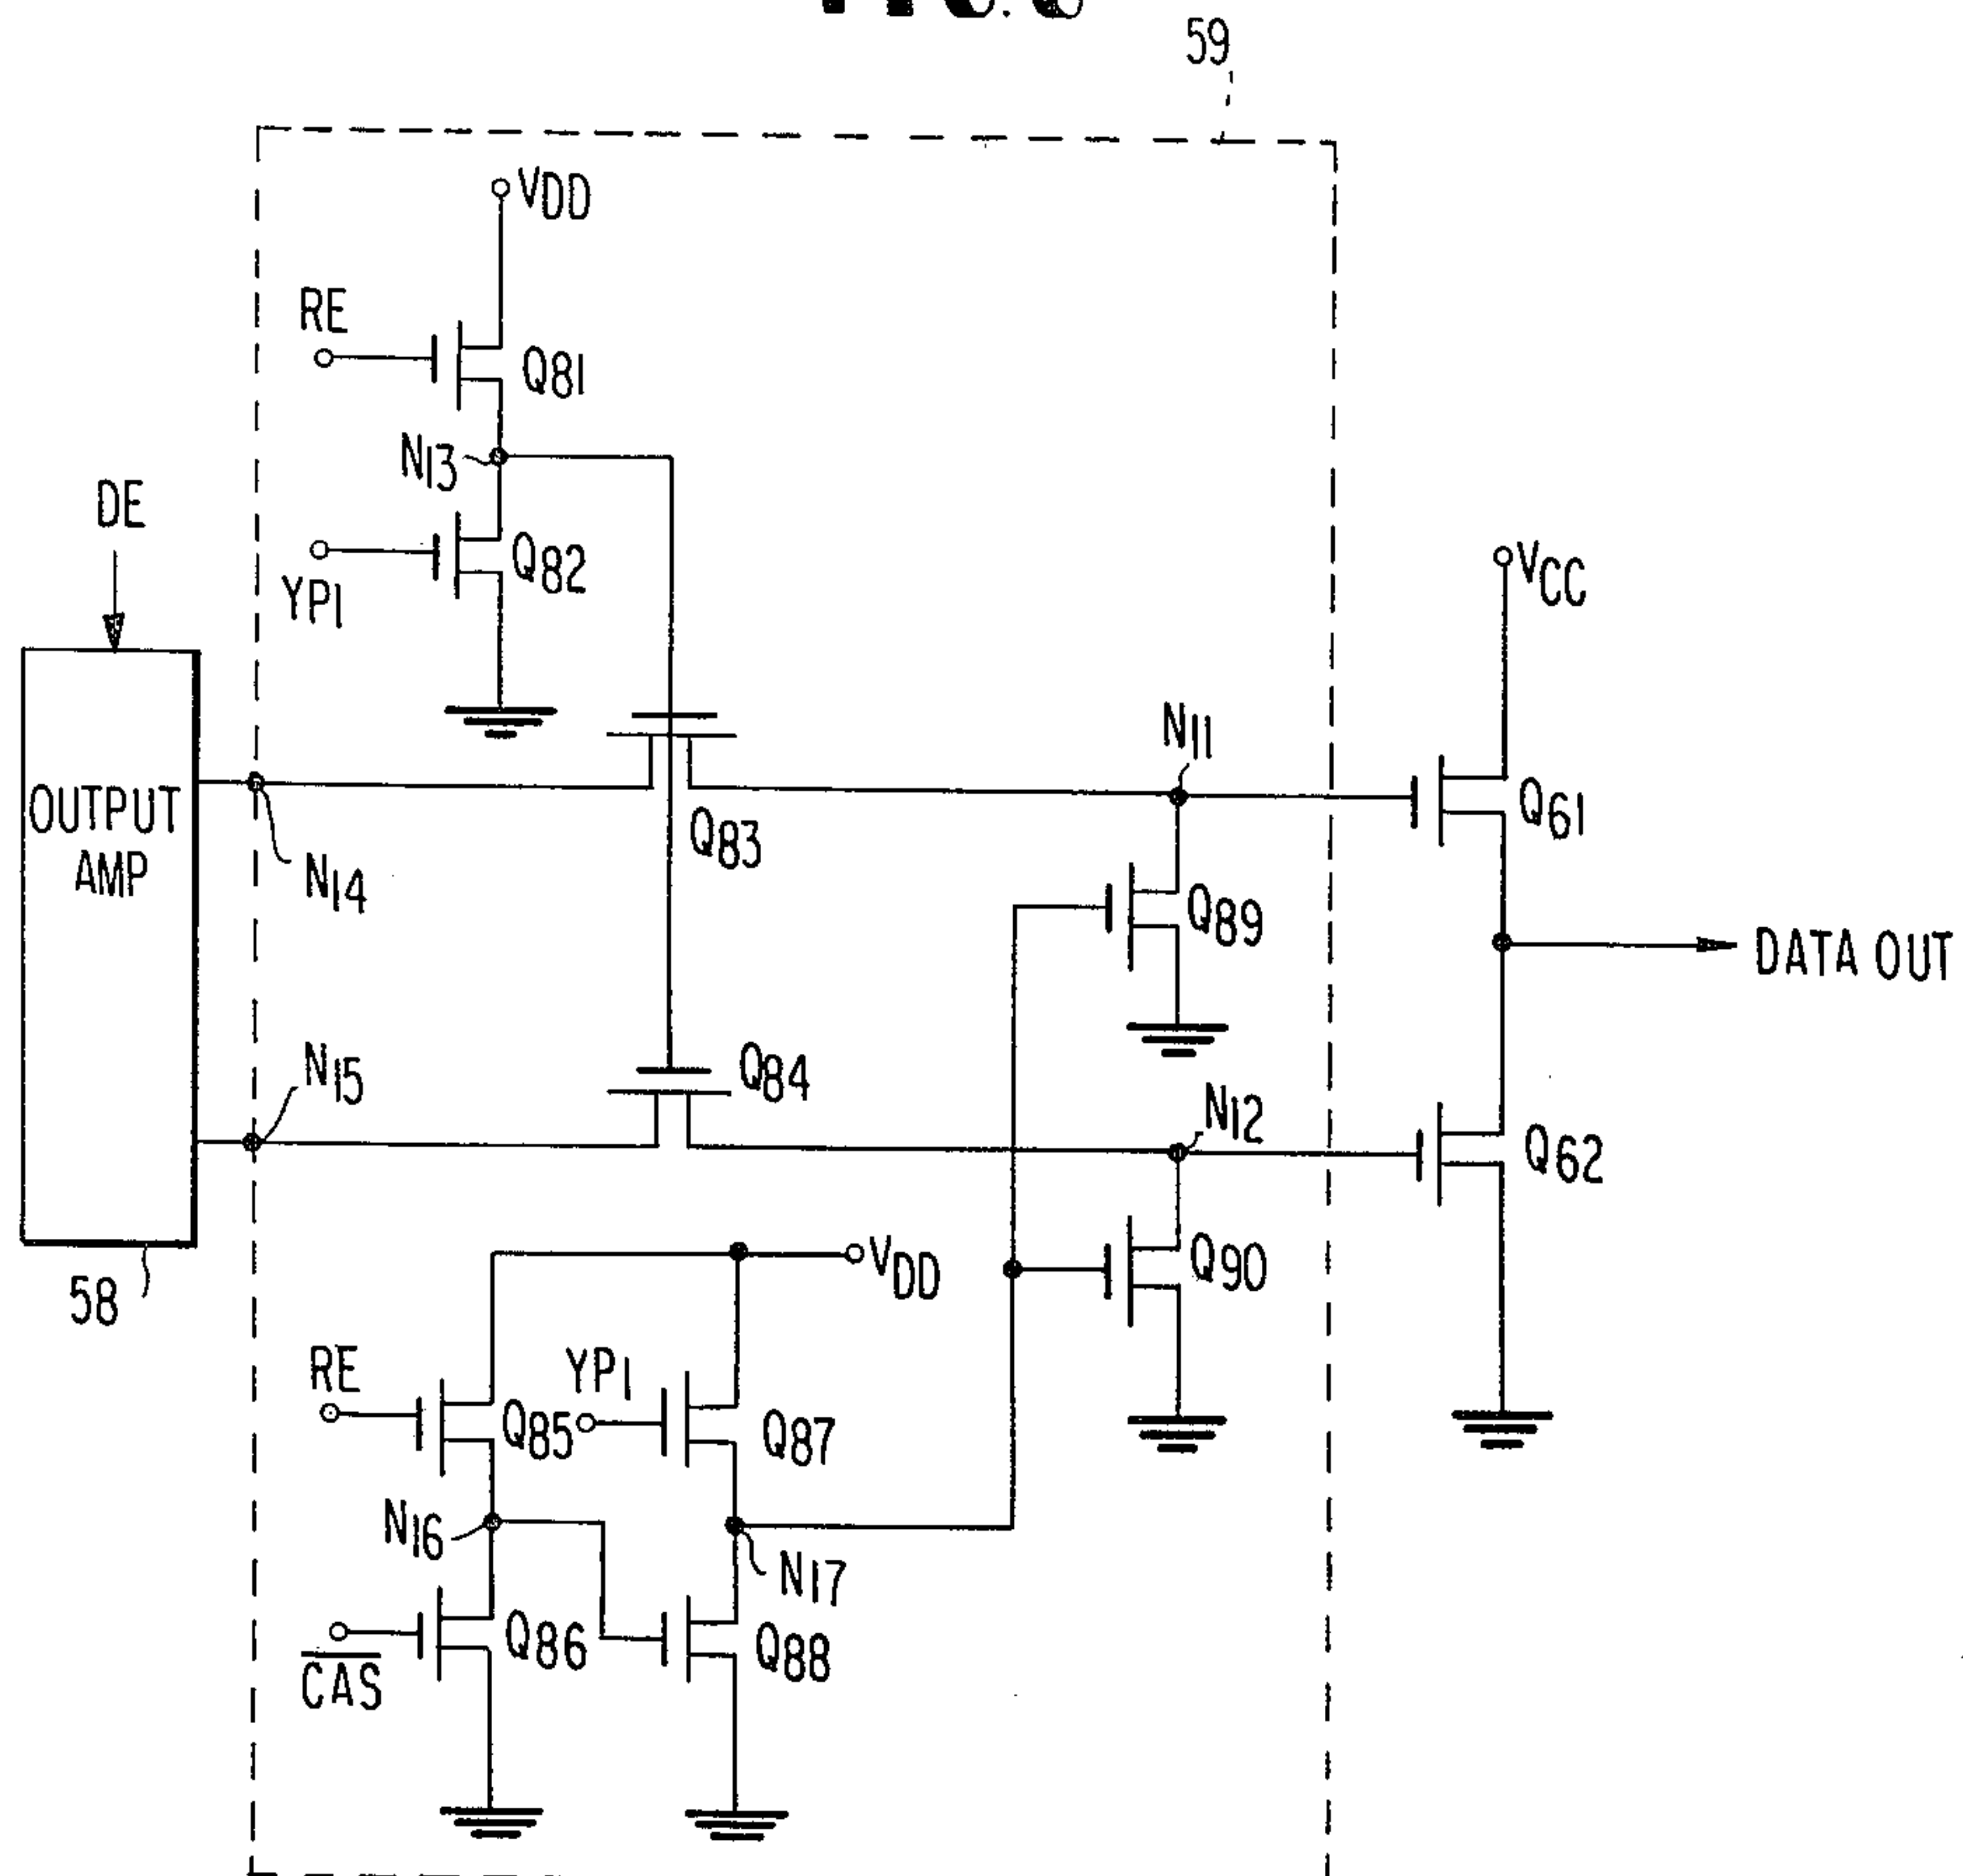 59
VDD
RE
Q81
N13
DE
Q82
YP1
VCC
N11
OUTPUT
AMP
Q83
Q61
N14
Q89
DATA OUT
N15
Q84
N12
Q62
VDD
Q90
58
RE
YP1
Q85
Q87
N16
N17
Q86
Q88
CAS